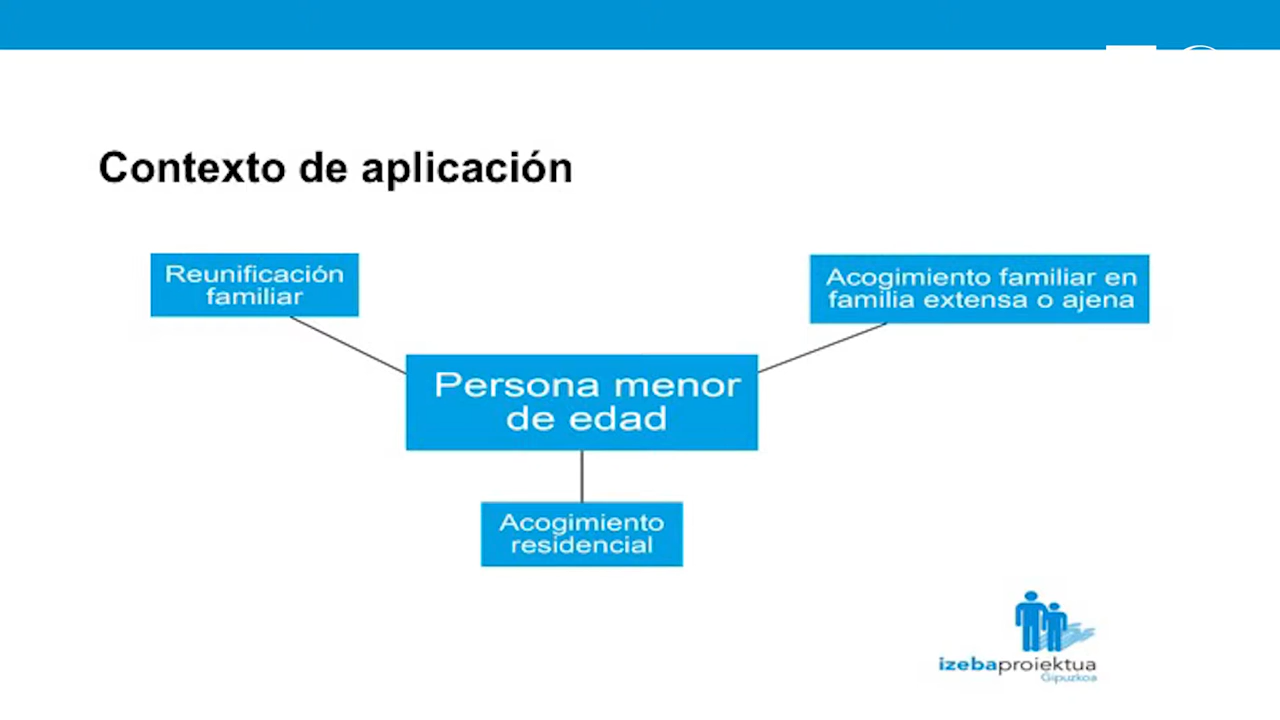 Contexto de aplicación
Reunificación
familiar
Acogimiento familiar en
familia extensa o ajena
Persona menor
de edad
Acogimiento
residencial
izebaproiektua
Gipuzkoa